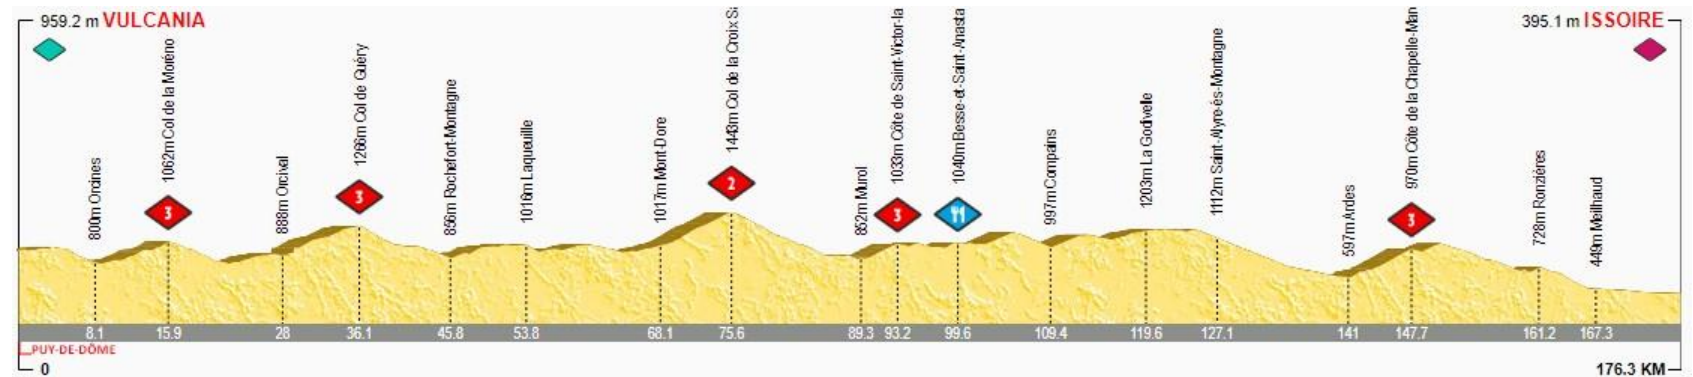 959.2 m VULCANIA
395.1 m ISSOIRE
800m Orcines
1062m Col de la Moréno
888m Orcival
1266m Col de Guéry
856m Rochefort-Montagne
1016m Laqueuille
1017m Mont-Dore
1443m Col de la Croix
852m Murol
1033m Côte de Saint-Victor-la
1040m Besse-et-Saint-Anasta
997m Compains
1203m La Godivelle
1112m Saint-Alyre-ès-Montagne
597m Ardes
970m Côte de la Chapelle-Mar
728m Ronzières
449m Meilhaud
3
3
2
3
3
8.1 15.9 28 36.1 45.8 53.8 68.1 75.6 89.3 93.2 99.6 109.4 119.6 127.1 141 147.7 161.2 167.3
PUY-DE-DÔME
0
176.3 KM